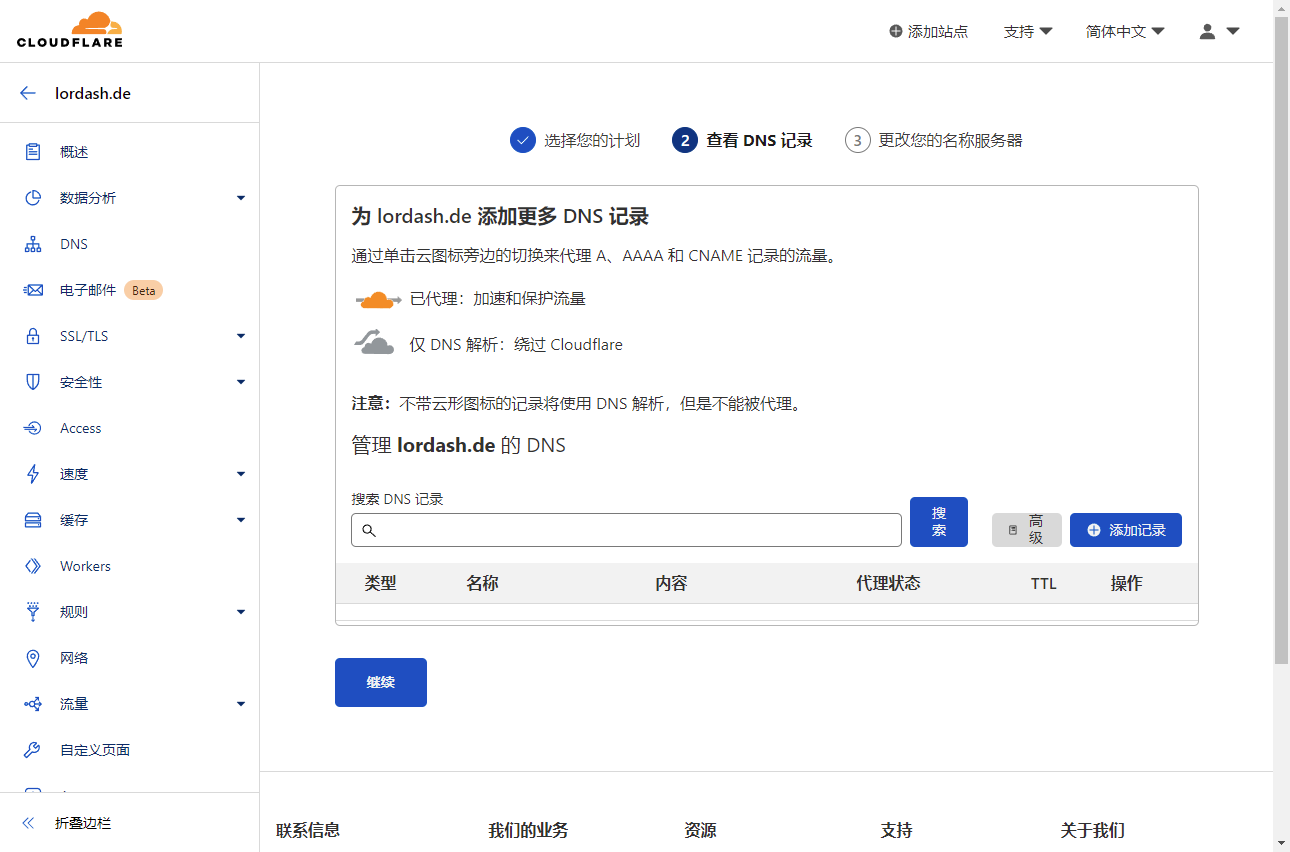 CLOUDFLARE
添加站点
支持
简体中文
lordash.de
概述
数据分析
DNS
电子邮件 Beta
SSL/TLS
安全性
Access
速度
缓存
Workers
规则
网络
流量
自定义页面
折叠边栏
选择您的计划
2 查看 DNS 记录
3 更改您的名称服务器
为 lordash.de 添加更多 DNS 记录
通过单击云图标旁边的切换来代理 A、AAAA 和 CNAME 记录的流量。
已代理：加速和保护流量
仅 DNS 解析：绕过 Cloudflare
注意：不带云形图标的记录将使用 DNS 解析，但是不能被代理。
管理 lordash.de 的 DNS
搜索 DNS 记录
搜
索
高
级
添加记录
类型 名称 内容 代理状态 TTL 操作
继续
联系信息 我们的业务 资源 支持 关于我们